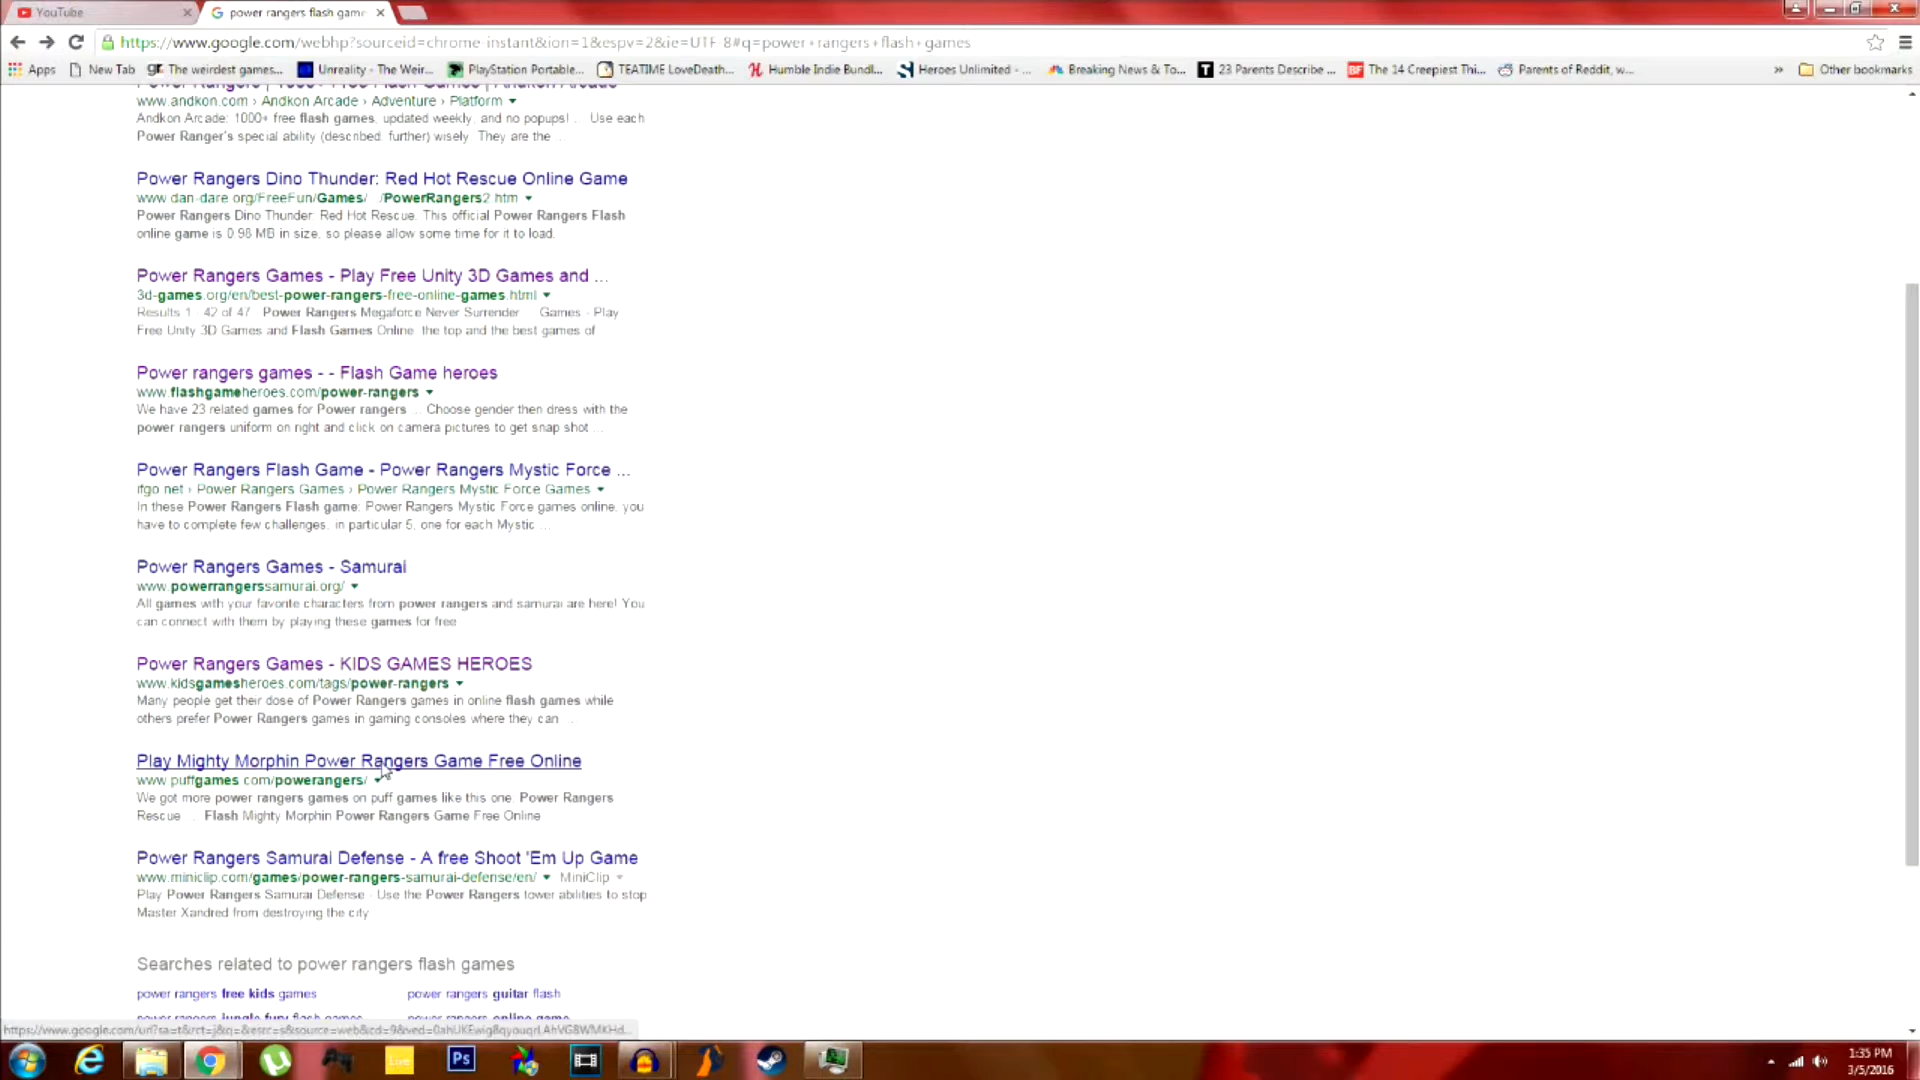 YouTube
power rangers flash game
https://www.google.com/webhp?sourceid=chrome-instant&ion=1&espv=2&ie=UTF-8#q=power+rangers+flash+games
Apps New Tab The weirdest games... Unreality - The Weir... PlayStation Portable... TEATIME LoveDeath... Humble Indie Bundl... Heroes Unlimited - ... Breaking News & To... 23 Parents Describe ... The 14 Creepiest Thi... Parents of Reddit, w... » Other bookmarks
Power Rangers | 1000+ Free Flash Games | Andkon Arcade
www.andkon.com › Andkon Arcade › Adventure › Platform
Andkon Arcade: 1000+ free flash games, updated weekly, and no popups! ... Use each
Power Ranger's special ability (described further) wisely. They are the ...
Power Rangers Dino Thunder: Red Hot Rescue Online Game
www.dan-dare.org/FreeFun/Games/.../PowerRangers2.htm
Power Rangers Dino Thunder: Red Hot Rescue. This official Power Rangers Flash
online game is 0.98 MB in size, so please allow some time for it to load.
Power Rangers Games - Play Free Unity 3D Games and ...
3d-games.org/en/best-power-rangers-free-online-games.html
Results 1 - 42 of 47 Power Rangers Megaforce Never Surrender ... Games - Play
Free Unity 3D Games and Flash Games Online, the top and the best games of
Power rangers games - - Flash Game heroes
www.flashgameheroes.com/power-rangers
We have 23 related games for Power rangers ... Choose gender then dress with the
power rangers uniform on right and click on camera pictures to get snap shot ...
Power Rangers Flash Game - Power Rangers Mystic Force ...
ifgo.net › Power Rangers Games › Power Rangers Mystic Force Games
In these Power Rangers Flash game: Power Rangers Mystic Force games online, you
have to complete few challenges, in particular 5, one for each Mystic ...
Power Rangers Games - Samurai
www.powerrangerssamurai.org/
All games with your favorite characters from power rangers and samurai are here! You
can connect with them by playing these games for free
Power Rangers Games - KIDS GAMES HEROES
www.kidsgamesheroes.com/tags/power-rangers
Many people get their dose of Power Rangers games in online flash games while
others prefer Power Rangers games in gaming consoles where they can ...
Play Mighty Morphin Power Rangers Game Free Online
www.puffgames.com/powerangers/
We got more power rangers games on puff games like this one. Power Rangers
Rescue ... Flash Mighty Morphin Power Rangers Game Free Online
Power Rangers Samurai Defense - A free Shoot 'Em Up Game
www.miniclip.com/games/power-rangers-samurai-defense/en/ MiniClip
Play Power Rangers Samurai Defense - Use the Power Rangers tower abilities to stop
Master Xandred from destroying the city
Searches related to power rangers flash games
power rangers free kids games power rangers guitar flash
power rangers jungle fury flash games power rangers online game
Ps
1:35 PM
3/5/2016